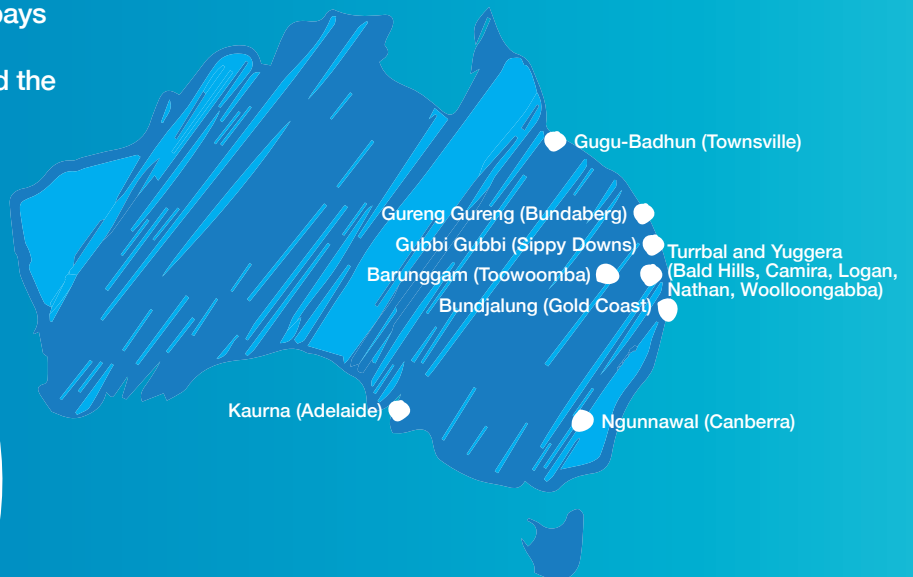 pays
d the
Gugu-Badhun (Townsville)
Gureng Gureng (Bundaberg)
Gubbi Gubbi (Sippy Downs)
Turrbal and Yuggera
(Bald Hills, Camira, Logan,
Nathan, Woolloongabba)
Barunggam (Toowoomba)
Bundjalung (Gold Coast)
Kaurna (Adelaide)
Ngunnawal (Canberra)